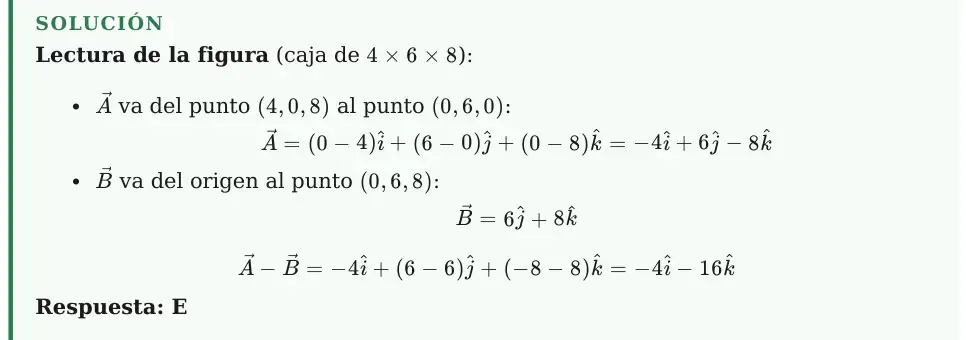 SOLUCIÓN
Lectura de la figura (caja de 4 × 6 × 8):
• A⃗ va del punto (4, 0, 8) al punto (0, 6, 0):
A⃗ = (0 − 4)î + (6 − 0)ĵ + (0 − 8)k̂ = −4î + 6ĵ − 8k̂
• B⃗ va del origen al punto (0, 6, 8):
B⃗ = 6ĵ + 8k̂
A⃗ − B⃗ = −4î + (6 − 6)ĵ + (−8 − 8)k̂ = −4î − 16k̂
Respuesta: E